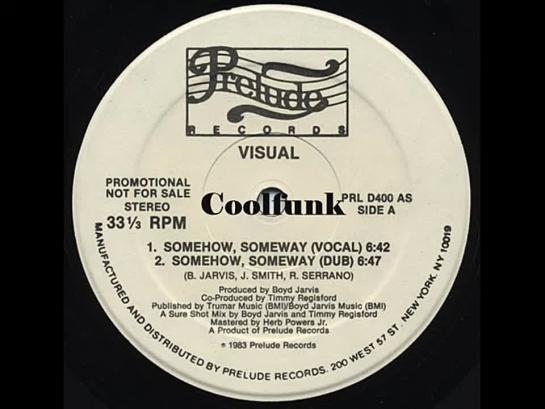 Prelude
RECORDS
VISUAL
PROMOTIONAL
NOT FOR SALE
STEREO
33⅓ RPM
Coolfunk
PRL D400 AS
SIDE A
1. SOMEHOW, SOMEWAY (VOCAL) 6:42
2. SOMEHOW, SOMEWAY (DUB) 6:47
(B. JARVIS, J. SMITH, R. SERRANO)
Produced by Boyd Jarvis
Co-Produced by Timmy Regisford
Published by Trumar Music (BMI)/Boyd Jarvis Music (BMI)
A Sure Shot Mix by Boyd Jarvis and Timmy Regisford
Mastered by Herb Powers Jr.
A Product of Prelude Records
℗ 1983 Prelude Records
MANUFACTURED AND DISTRIBUTED BY PRELUDE RECORDS. 200 WEST 57 ST. NEW YORK. NY 10019